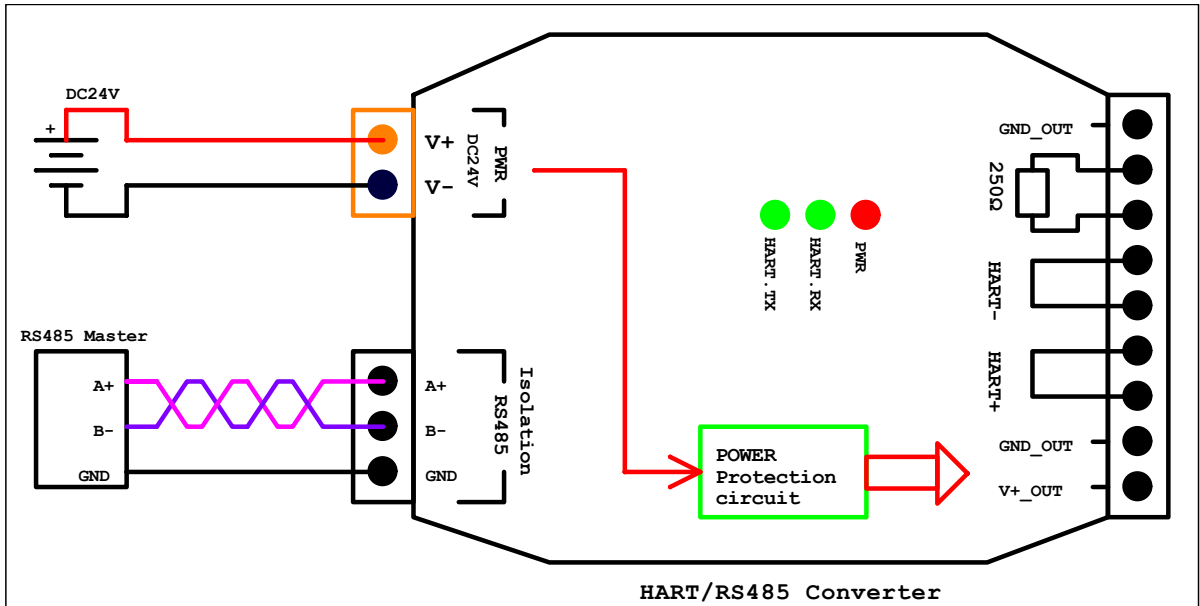 DC24V
+
V+
V-
DC24V
PWR
HART.TX
HART.RX
PWR
GND_OUT
250Ω
HART-
HART+
GND_OUT
V+_OUT
RS485 Master
A+
B-
GND
A+
B-
GND
RS485
Isolation
POWER
Protection
circuit
HART/RS485 Converter